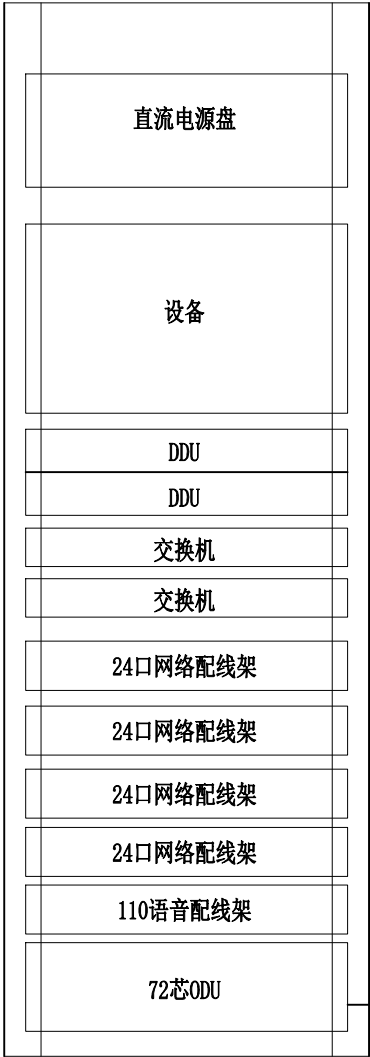 直流电源盘
设备
DDU
DDU
交换机
交换机
24口网络配线架
24口网络配线架
24口网络配线架
24口网络配线架
110语音配线架
72芯ODU